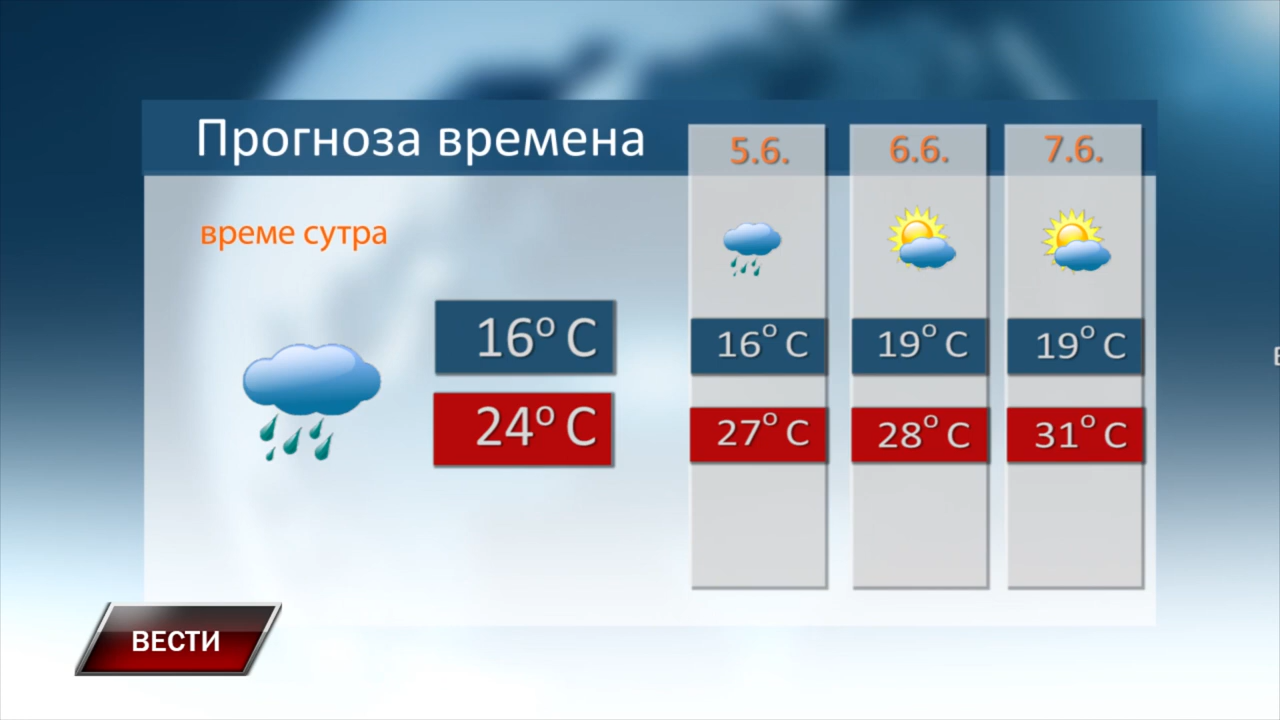 Прогноза времена
време сутра
16° C
24° C
5.6.
16° C
27° C
6.6.
19° C
28° C
7.6.
19° C
31° C
ВЕСТИ